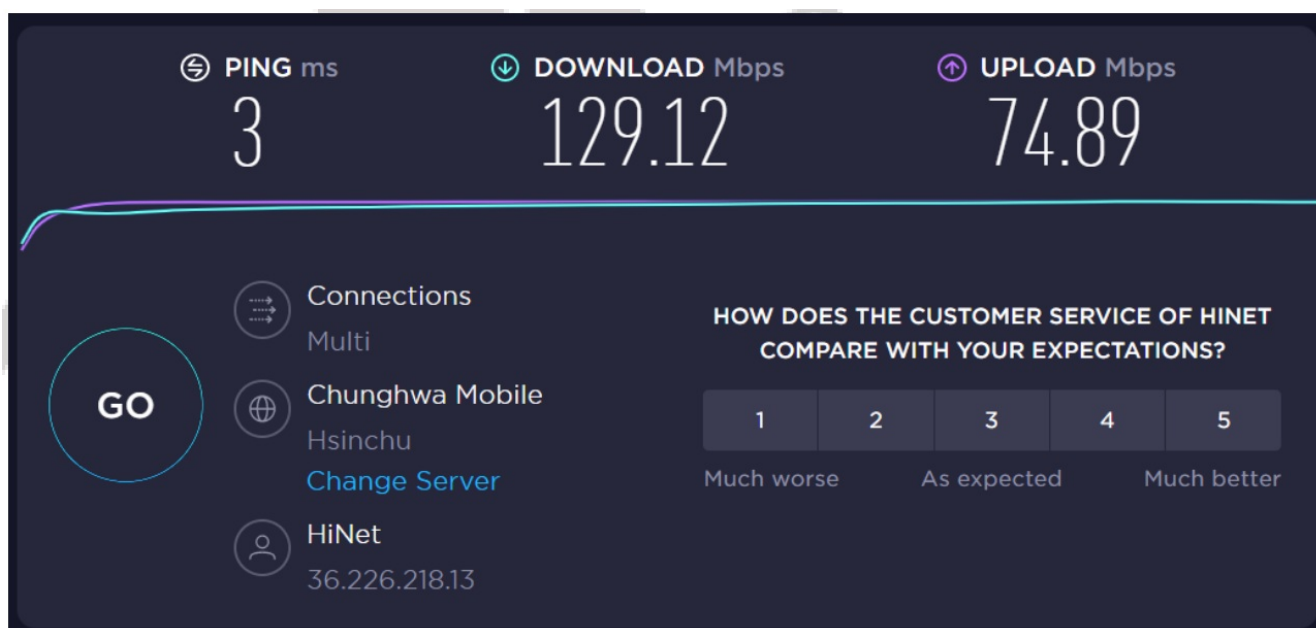 PING ms
3
DOWNLOAD Mbps
129.12
UPLOAD Mbps
74.89
GO
Connections
Multi
Chunghwa Mobile
Hsinchu
Change Server
HiNet
36.226.218.13
HOW DOES THE CUSTOMER SERVICE OF HINET
COMPARE WITH YOUR EXPECTATIONS?
1 2 3 4 5
Much worse As expected Much better